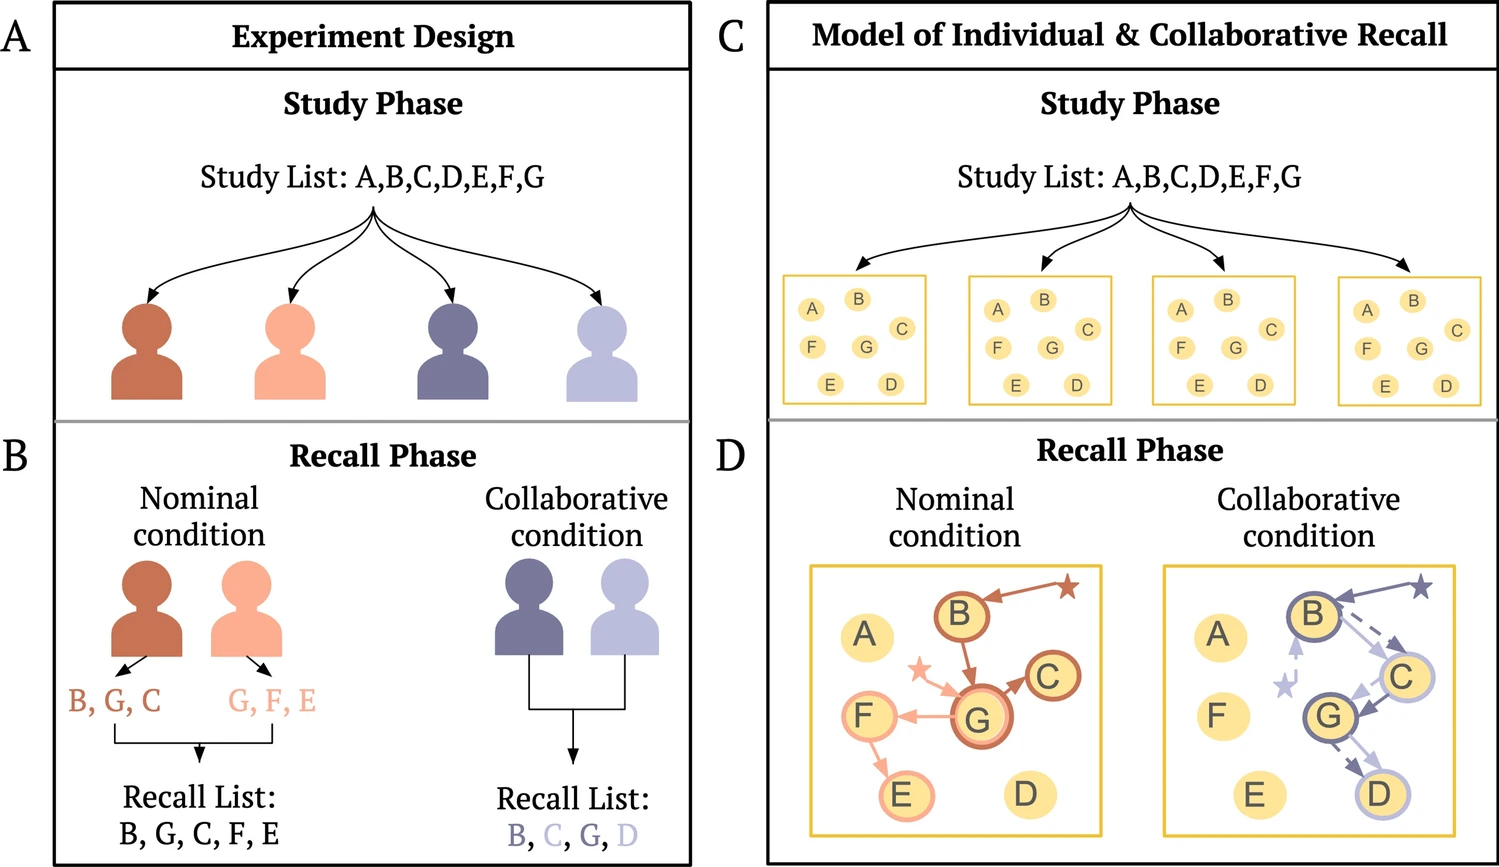 A
Experiment Design
Study Phase
Study List: A,B,C,D,E,F,G
B
Recall Phase
Nominal
condition
Collaborative
condition
B, G, C
G, F, E
Recall List:
B, G, C, F, E
Recall List:
B, C, G, D
C
Model of Individual & Collaborative Recall
Study Phase
Study List: A,B,C,D,E,F,G
A
B
C
F
G
E
D
A
B
C
F
G
E
D
A
B
C
F
G
E
D
A
B
C
F
G
E
D
D
Recall Phase
Nominal
condition
B
A
C
F
G
E
D
Collaborative
condition
B
A
C
F
G
E
D